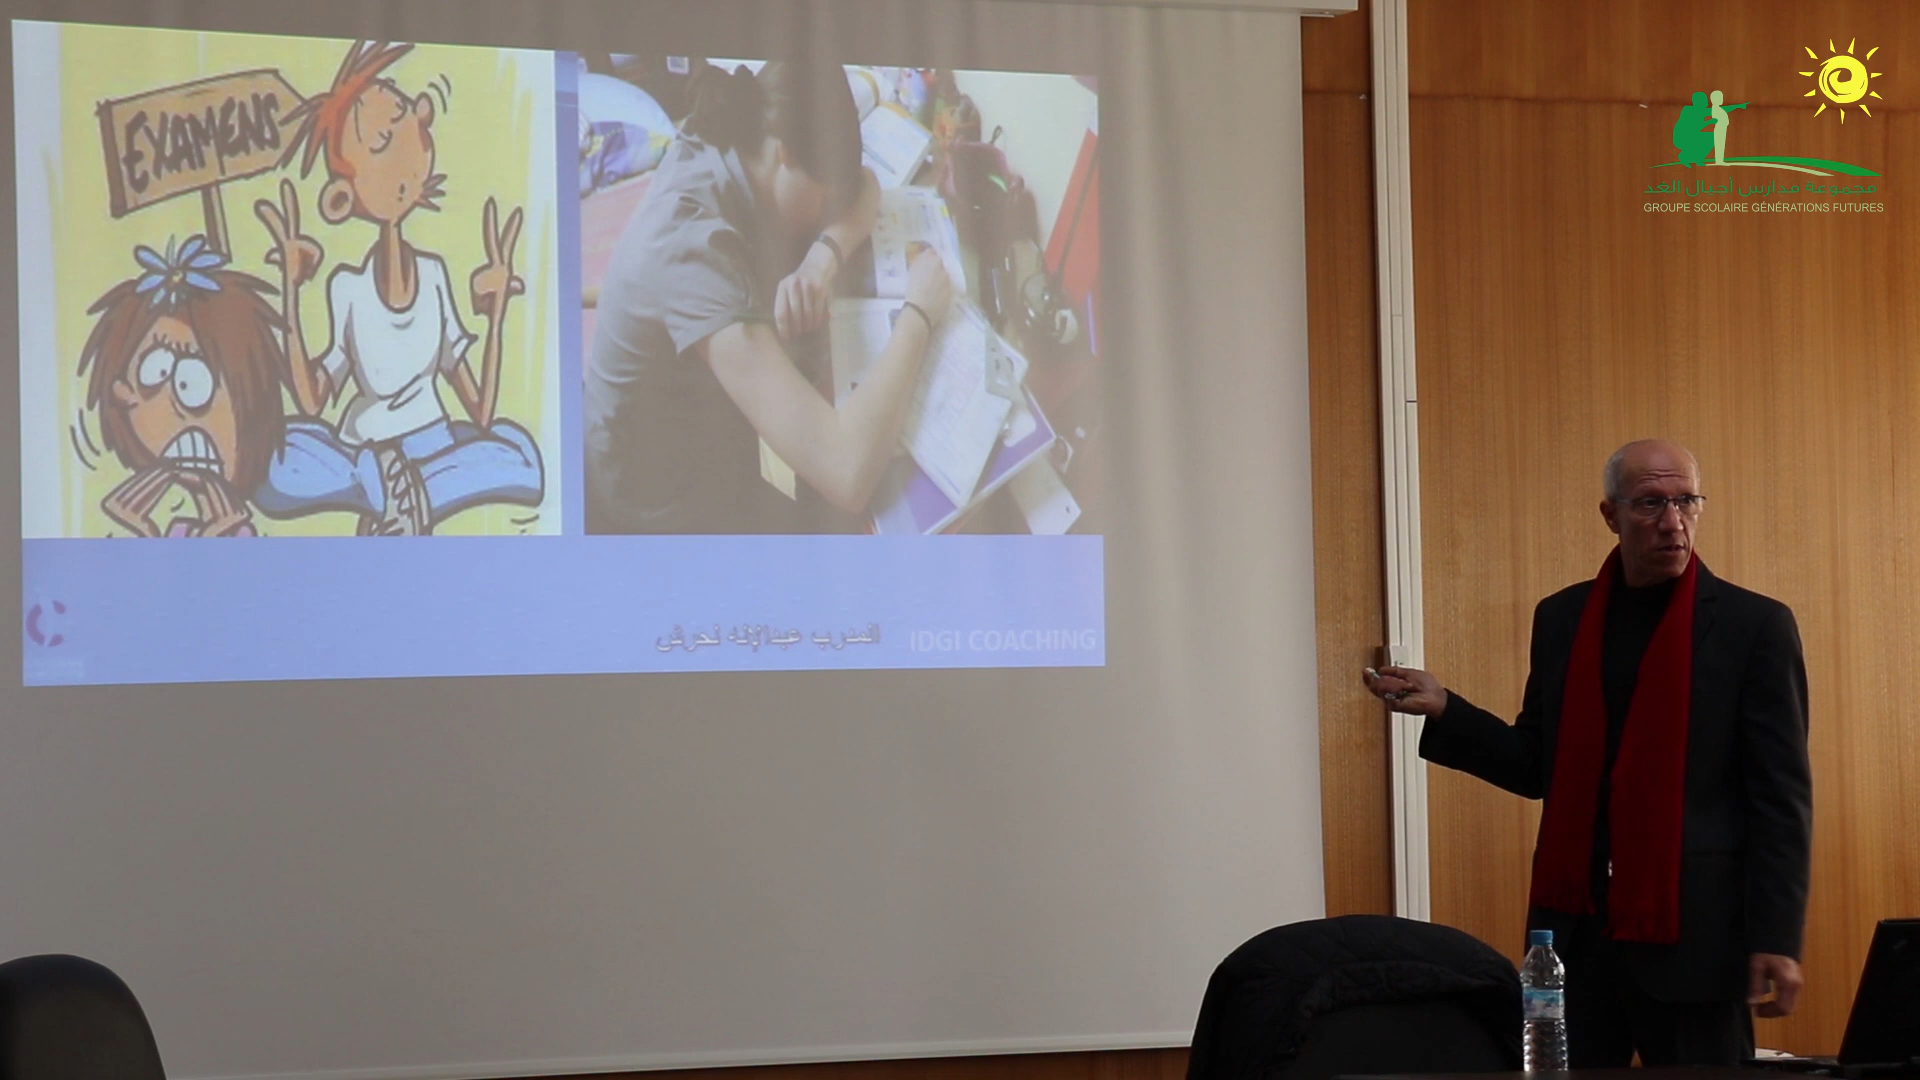 EXAMENS
المدرب عبدالإله لحرش
IDGI COACHING
مجموعة مدارس أجيال الغد
GROUPE SCOLAIRE GÉNÉRATIONS FUTURES